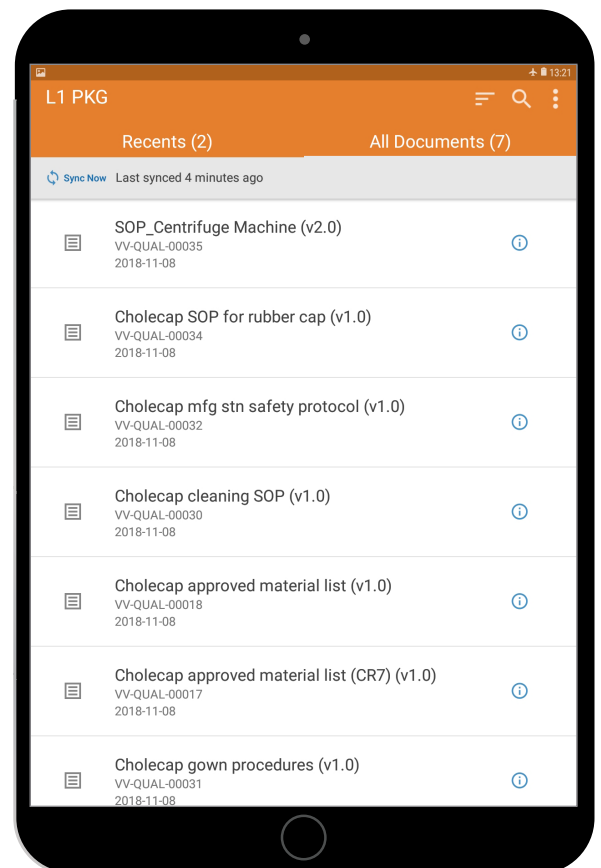 13:21
L1 PKG
Recents (2) All Documents (7)
Sync Now Last synced 4 minutes ago
SOP_Centrifuge Machine (v2.0)
VV-QUAL-00035
2018-11-08
Cholecap SOP for rubber cap (v1.0)
VV-QUAL-00034
2018-11-08
Cholecap mfg stn safety protocol (v1.0)
VV-QUAL-00032
2018-11-08
Cholecap cleaning SOP (v1.0)
VV-QUAL-00030
2018-11-08
Cholecap approved material list (v1.0)
VV-QUAL-00018
2018-11-08
Cholecap approved material list (CR7) (v1.0)
VV-QUAL-00017
2018-11-08
Cholecap gown procedures (v1.0)
VV-QUAL-00031
2018-11-08